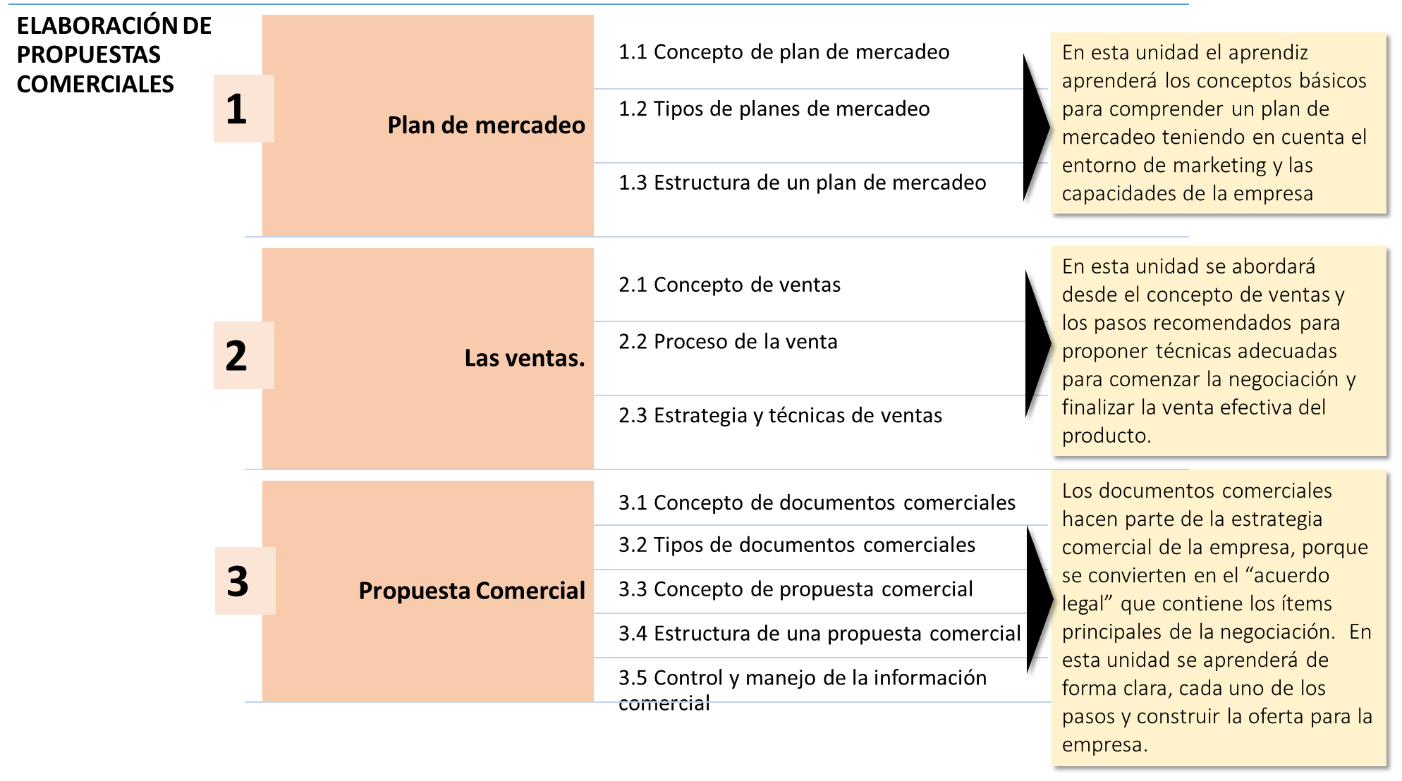 ELABORACIÓN DE
PROPUESTAS
COMERCIALES
1
Plan de mercadeo
1.1 Concepto de plan de mercadeo
1.2 Tipos de planes de mercadeo
1.3 Estructura de un plan de mercadeo
En esta unidad el aprendiz
aprenderá los conceptos básicos
para comprender un plan de
mercadeo teniendo en cuenta el
entorno de marketing y las
capacidades de la empresa
2
Las ventas.
2.1 Concepto de ventas
2.2 Proceso de la venta
2.3 Estrategia y técnicas de ventas
En esta unidad se abordará
desde el concepto de ventas y
los pasos recomendados para
proponer técnicas adecuadas
para comenzar la negociación y
finalizar la venta efectiva del
producto.
3
Propuesta Comercial
3.1 Concepto de documentos comerciales
3.2 Tipos de documentos comerciales
3.3 Concepto de propuesta comercial
3.4 Estructura de una propuesta comercial
3.5 Control y manejo de la información
comercial
Los documentos comerciales
hacen parte de la estrategia
comercial de la empresa, porque
se convierten en el “acuerdo
legal” que contiene los ítems
principales de la negociación.  En
esta unidad se aprenderá de
forma clara, cada uno de los
pasos y construir la oferta para la
empresa.